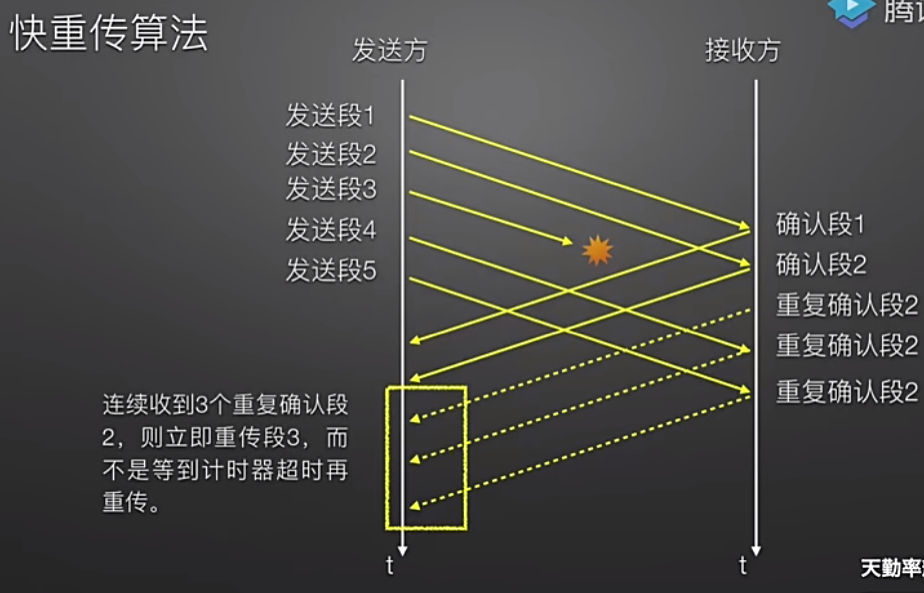 快重传算法
腾
发送方
接收方
发送段1
发送段2
发送段3
发送段4
发送段5
确认段1
确认段2
重复确认段2
重复确认段2
重复确认段2
连续收到3个重复确认段
2，则立即重传段3，而
不是等到计时器超时再
重传。
t
t
天勤率